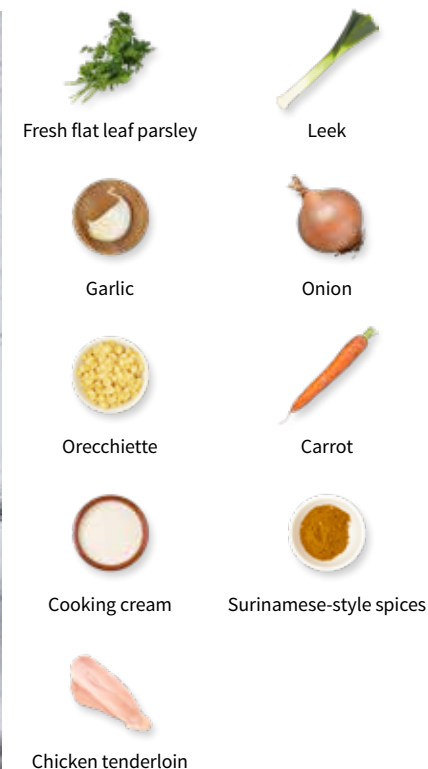 Fresh flat leaf parsley
Leek
Garlic
Onion
Orecchiette
Carrot
Cooking cream
Surinamese-style spices
Chicken tenderloin